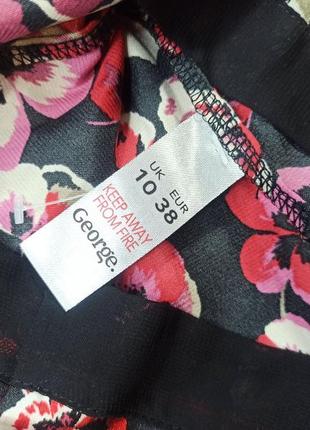 UK EUR
10 38
KEEP AWAY
FROM FIRE
George.